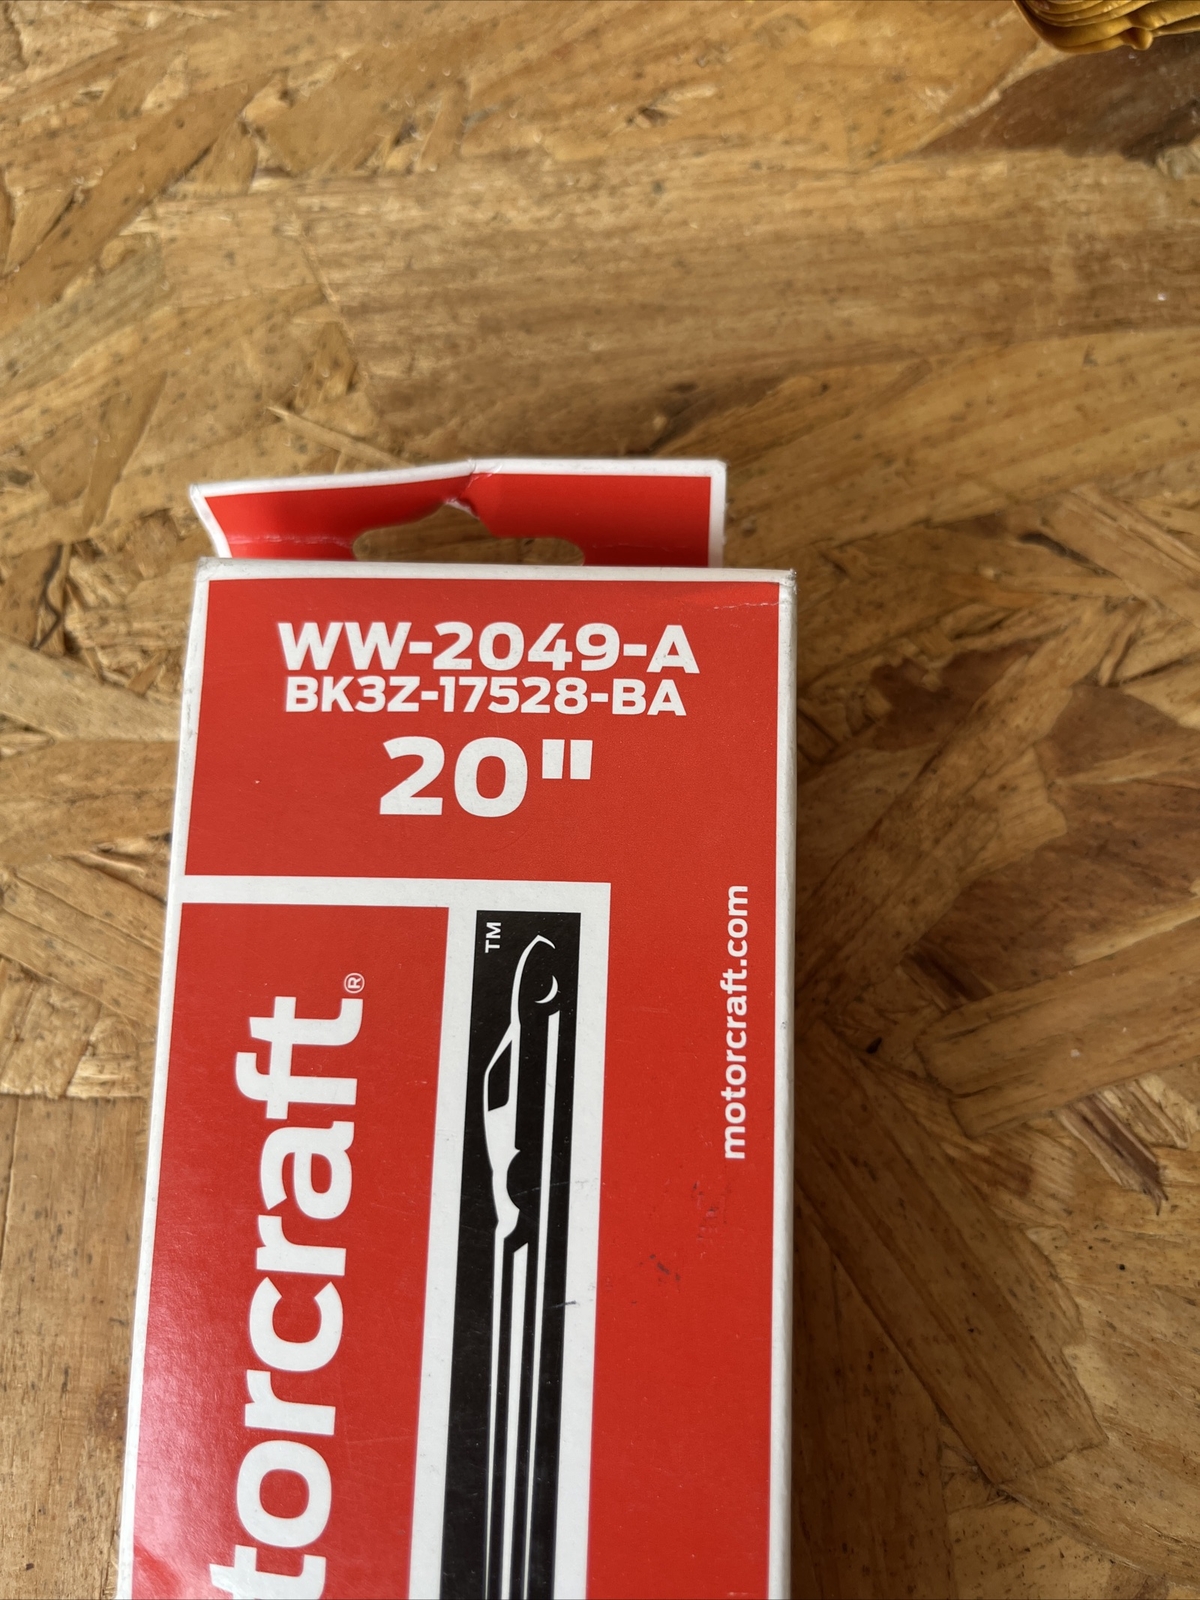 WW-2049-A
BK3Z-17528-BA
20"
torcraft®
TM
motorcraft.com